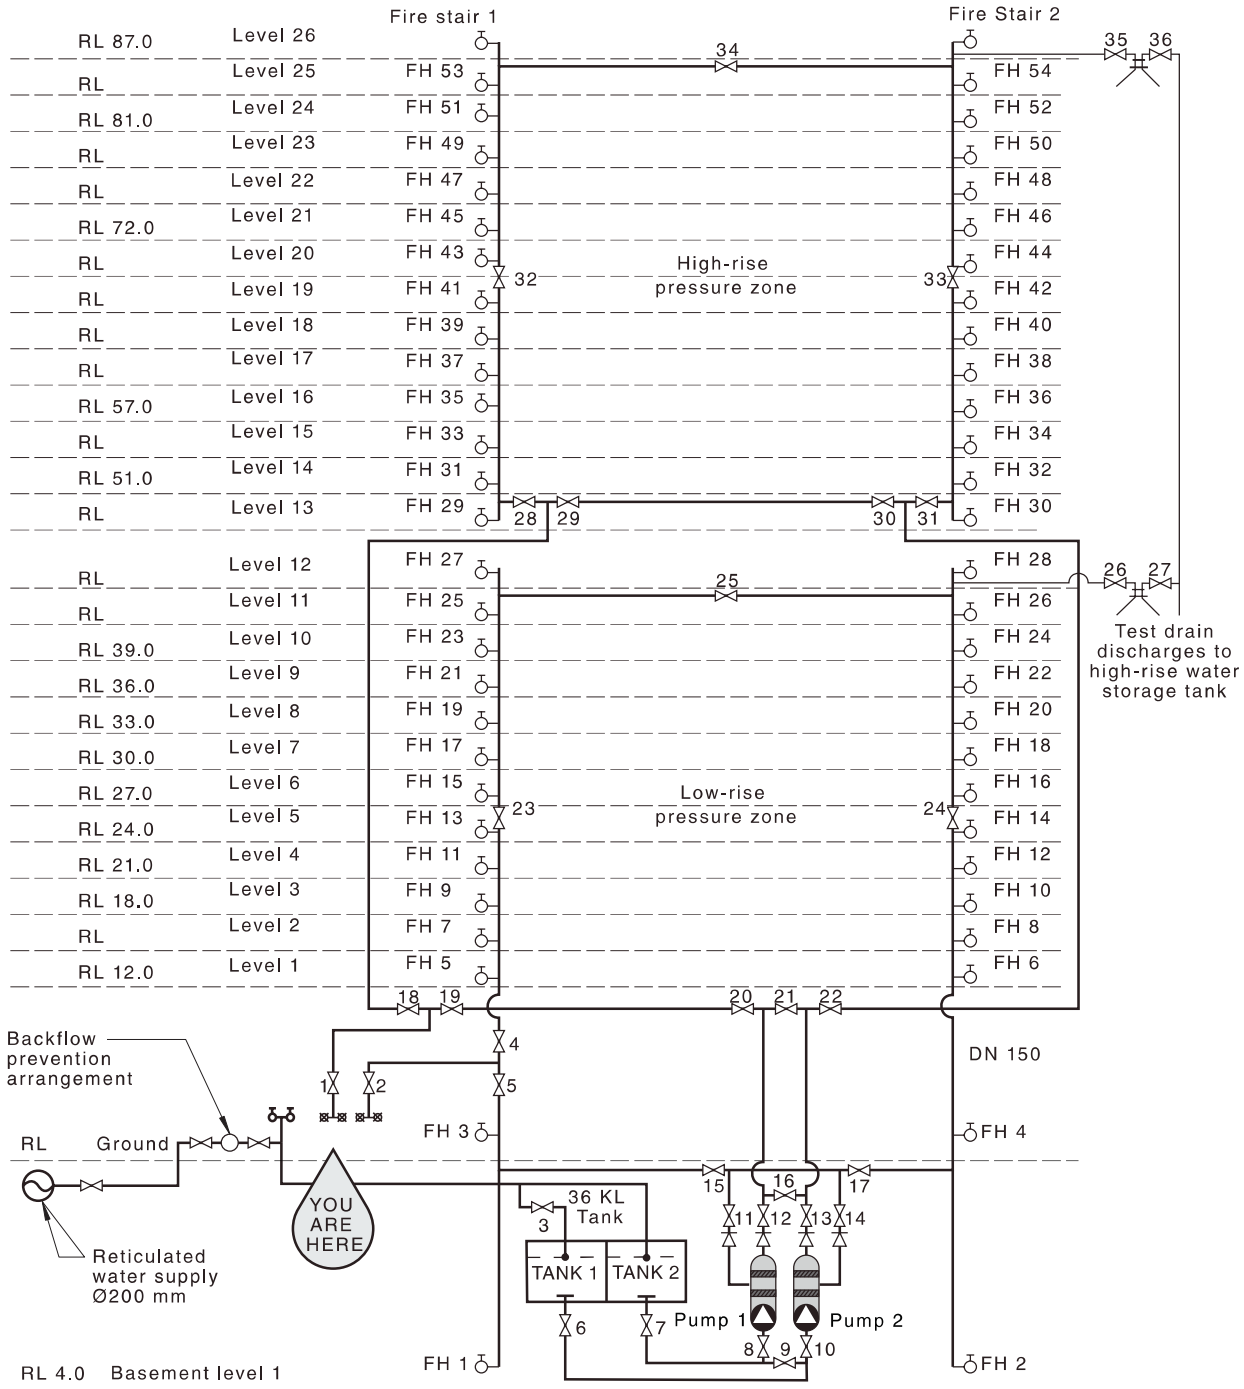 Fire stair 1
Fire Stair 2
RL 87.0 Level 26
34
35 36
RL Level 25 FH 53 FH 54
RL 81.0 Level 24 FH 51 FH 52
RL Level 23 FH 49 FH 50
RL Level 22 FH 47 FH 48
RL 72.0 Level 21 FH 45 FH 46
RL Level 20 FH 43 FH 44
High-rise
pressure zone
32
33
RL Level 19 FH 41 FH 42
RL Level 18 FH 39 FH 40
RL Level 17 FH 37 FH 38
RL 57.0 Level 16 FH 35 FH 36
RL Level 15 FH 33 FH 34
RL 51.0 Level 14 FH 31 FH 32
RL Level 13 FH 29 FH 30
28 29 30 31
RL Level 12 FH 27 FH 28
25
26 27
RL Level 11 FH 25 FH 26
Test drain
discharges to
high-rise water
storage tank
RL 39.0 Level 10 FH 23 FH 24
RL 36.0 Level 9 FH 21 FH 22
RL 33.0 Level 8 FH 19 FH 20
RL 30.0 Level 7 FH 17 FH 18
RL 27.0 Level 6 FH 15 FH 16
Low-rise
pressure zone
23
24
RL 24.0 Level 5 FH 13 FH 14
RL 21.0 Level 4 FH 11 FH 12
RL 18.0 Level 3 FH 9 FH 10
RL Level 2 FH 7 FH 8
RL 12.0 Level 1 FH 5 FH 6
18 19 20 21 22
Backflow
prevention
arrangement
4
DN 150
1 2 5
FH 3 FH 4
RL Ground
15 16 17
YOU
ARE
HERE
36 KL
Tank
3
11 12 13 14
Reticulated
water supply
Ø200 mm
TANK 1 TANK 2
Pump 1 Pump 2
6 7
8 9 10
RL 4.0 Basement level 1 FH 1 FH 2